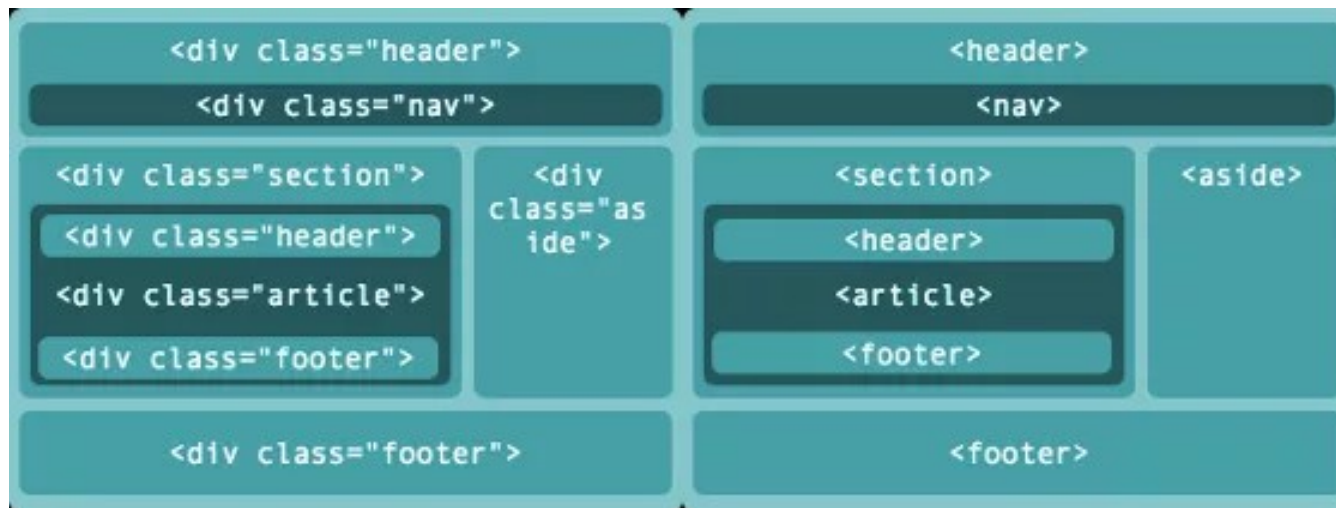 <div class="header">
<div class="nav">
<div class="section">
<div class="header">
<div class="article">
<div class="footer">
<div
class="as
ide">
<div class="footer">
<header>
<nav>
<section>
<header>
<article>
<footer>
<aside>
<footer>